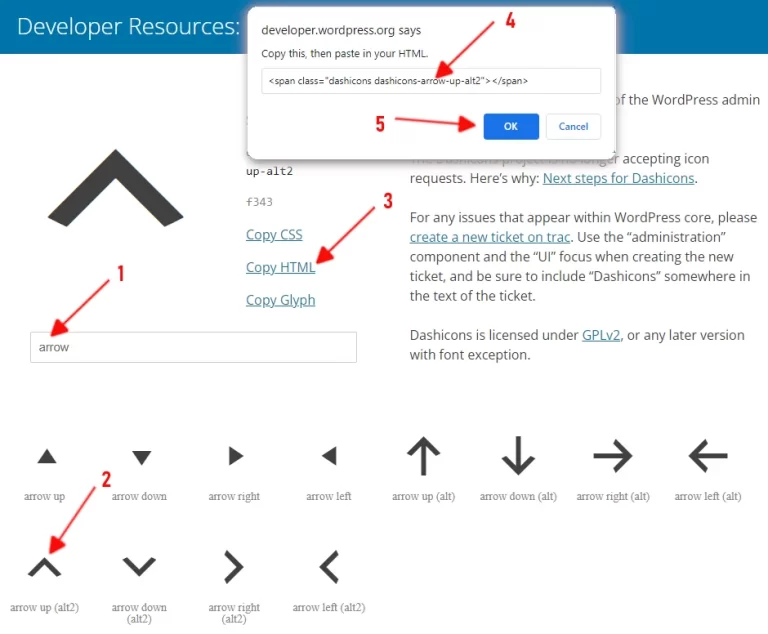 Developer Resources:
developer.wordpress.org says
Copy this, then paste in your HTML.
<span class="dashicons dashicons-arrow-up-alt2"></span>
OK
Cancel
4
5
of the WordPress admin
The Dashicons project is no longer accepting icon
requests. Here’s why: Next steps for Dashicons.
up-alt2
f343
Copy CSS
Copy HTML
Copy Glyph
3
1
arrow
For any issues that appear within WordPress core, please
create a new ticket on trac. Use the “administration”
component and the “UI” focus when creating the new
ticket, and be sure to include “Dashicons” somewhere in
the text of the ticket.
Dashicons is licensed under GPLv2, or any later version
with font exception.
arrow up
arrow down
arrow right
arrow left
arrow up (alt)
arrow down (alt)
arrow right (alt)
arrow left (alt)
2
arrow up (alt2)
arrow down
(alt2)
arrow right
(alt2)
arrow left (alt2)